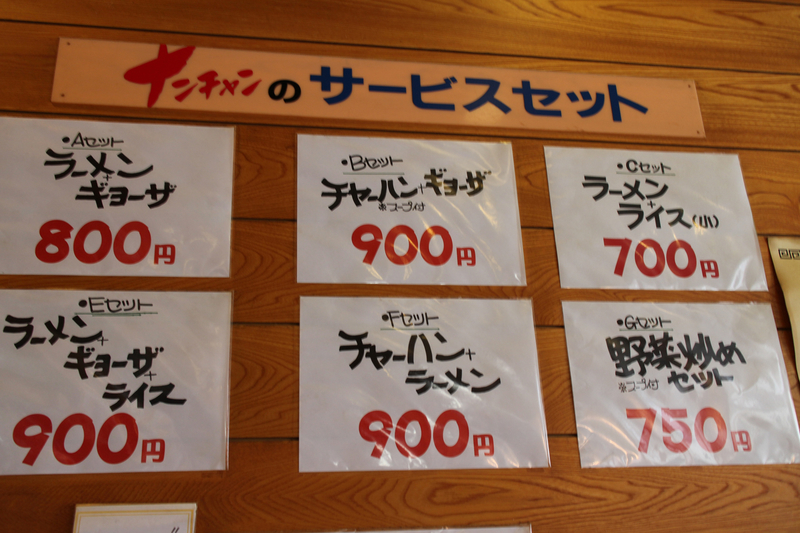 ナンチャンのサービスセット
•Aセット
ラーメン
+
ギョーザ
800円
•Bセット
チャーハン+ギョーザ
※スープ付
900円
•Cセット
ラーメン
+
ライス(小)
700円
•Eセット
ラーメン+
ギョーザ+
ライス
900円
•Fセット
チャーハン+
ラーメン
900円
•Gセット
野菜炒め
※スープ付 セット
750円